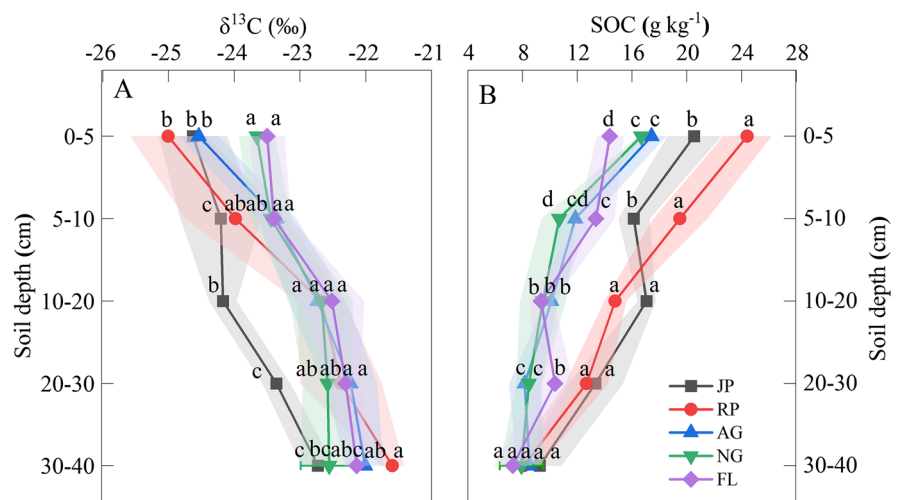 δ¹³C (‰)
SOC (g kg⁻¹)
-26 -25 -24 -23 -22 -21
4 8 12 16 20 24 28
A
B
b b b a a
d c c b a
0-5
0-5
c ab ab ab a a
d cd c b a
5-10
5-10
b a a a a
b b b a a
10-20
10-20
Soil depth (cm)
Soil depth (cm)
c ab ab a a
c c b a a
20-30
20-30
JP
RP
AG
NG
FL
c bc abc ab a
a a a a a
30-40
30-40